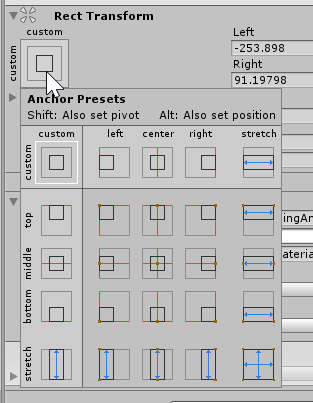 Rect Transform
custom
Left
custom
-253.898
Right
91.19798
Anchor Presets
Shift: Also set pivot Alt: Also set position
custom left center right stretch
custom
top
ingAn
middle
ateria
bottom
stretch